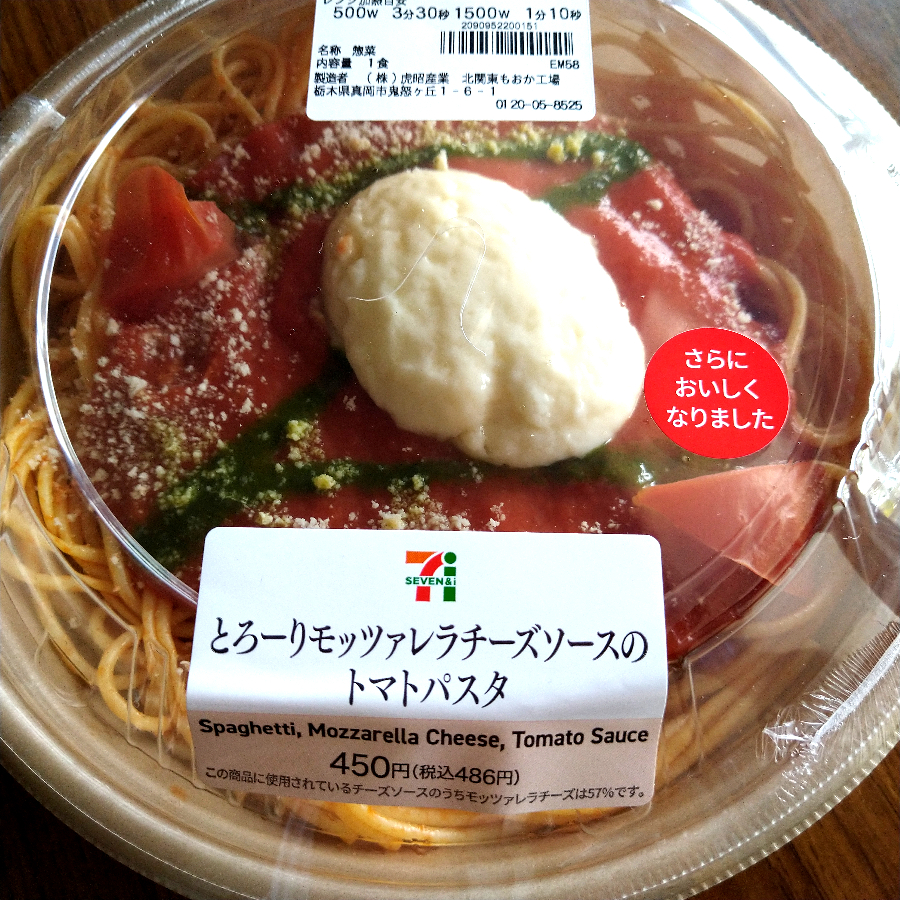 レンジ加熱目安
500W 3分30秒 1500W 1分10秒
2090952200151
名称 惣菜
内容量 1食 EM58
製造者 (株)虎昭産業 北関東もおか工場
栃木県真岡市鬼怒ヶ丘1-6-1
0120-05-8525
さらに
おいしく
なりました
7i
SEVEN&i
とろーりモッツァレラチーズソースの
トマトパスタ
Spaghetti, Mozzarella Cheese, Tomato Sauce
450円(税込486円)
この商品に使用されているチーズソースのうちモッツァレラチーズは57%です。